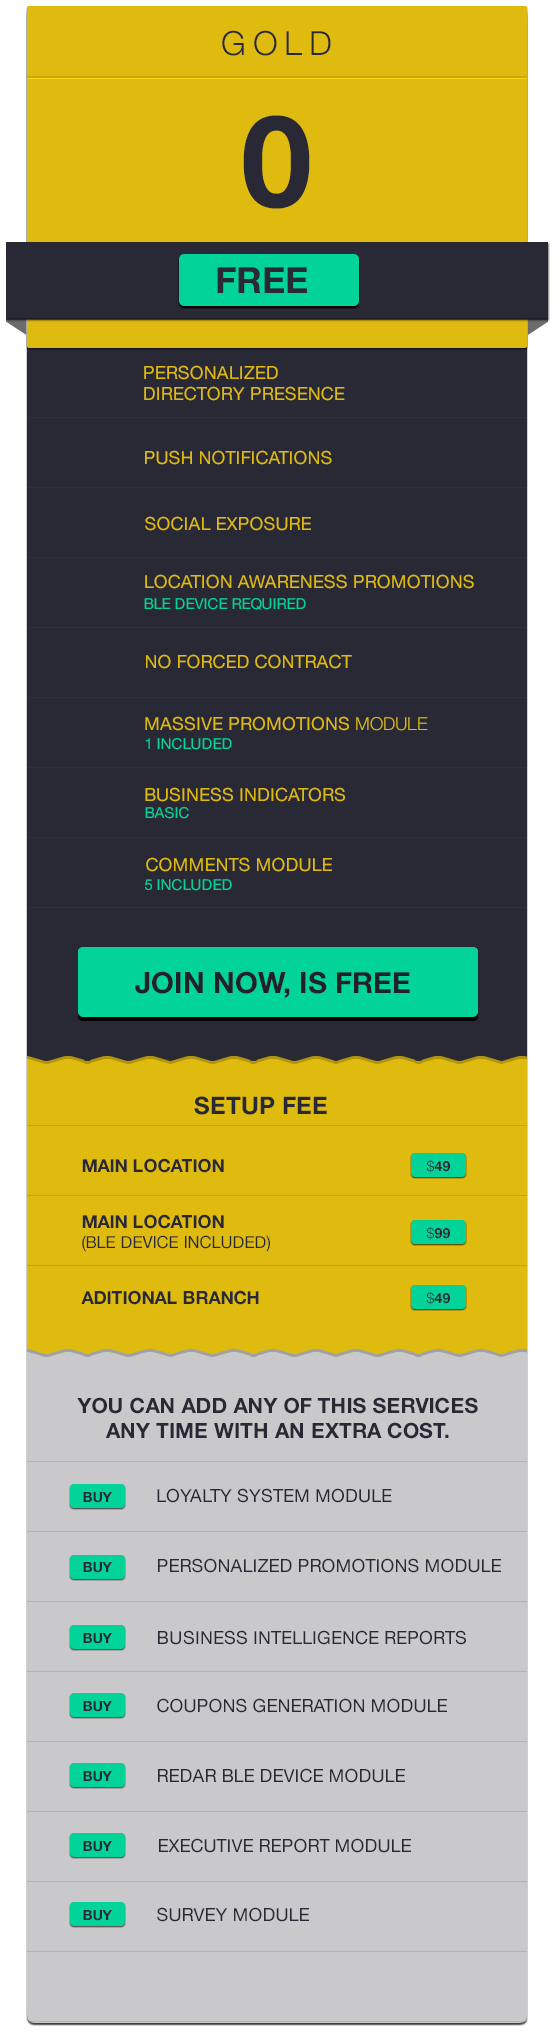 GOLD
0
FREE
PERSONALIZED
DIRECTORY PRESENCE
PUSH NOTIFICATIONS
SOCIAL EXPOSURE
LOCATION AWARENESS PROMOTIONS
BLE DEVICE REQUIRED
NO FORCED CONTRACT
MASSIVE PROMOTIONS MODULE
1 INCLUDED
BUSINESS INDICATORS
BASIC
COMMENTS MODULE
5 INCLUDED
JOIN NOW, IS FREE
SETUP FEE
MAIN LOCATION $49
MAIN LOCATION
(BLE DEVICE INCLUDED) $99
ADITIONAL BRANCH $49
YOU CAN ADD ANY OF THIS SERVICES
ANY TIME WITH AN EXTRA COST.
BUY LOYALTY SYSTEM MODULE
BUY PERSONALIZED PROMOTIONS MODULE
BUY BUSINESS INTELLIGENCE REPORTS
BUY COUPONS GENERATION MODULE
BUY REDAR BLE DEVICE MODULE
BUY EXECUTIVE REPORT MODULE
BUY SURVEY MODULE